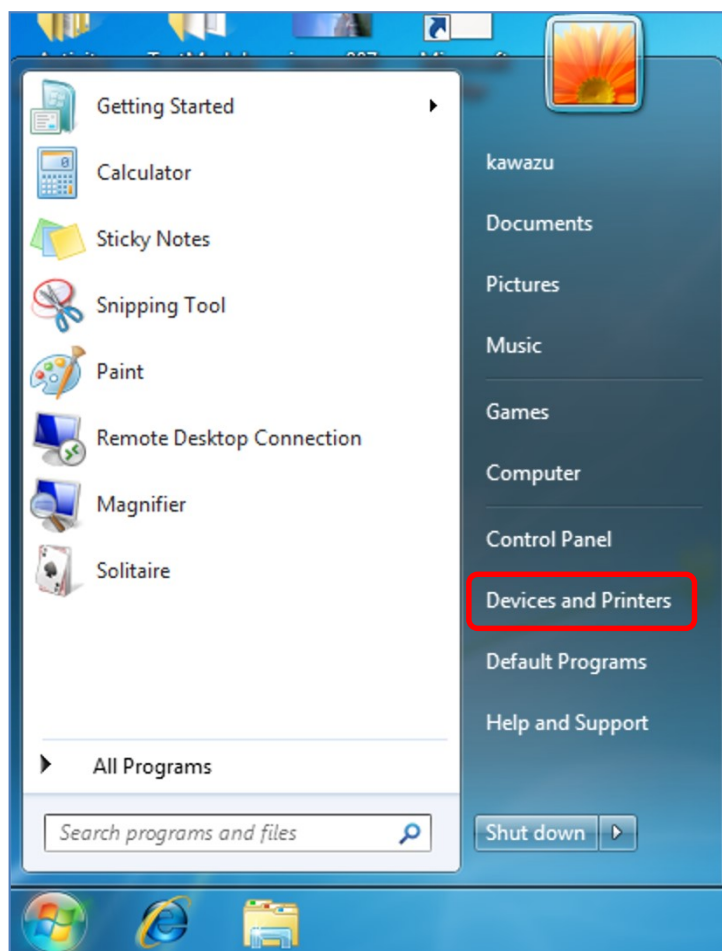 Getting Started
Calculator
Sticky Notes
Snipping Tool
Paint
Remote Desktop Connection
Magnifier
Solitaire
All Programs
Search programs and files
kawazu
Documents
Pictures
Music
Games
Computer
Control Panel
Devices and Printers
Default Programs
Help and Support
Shut down